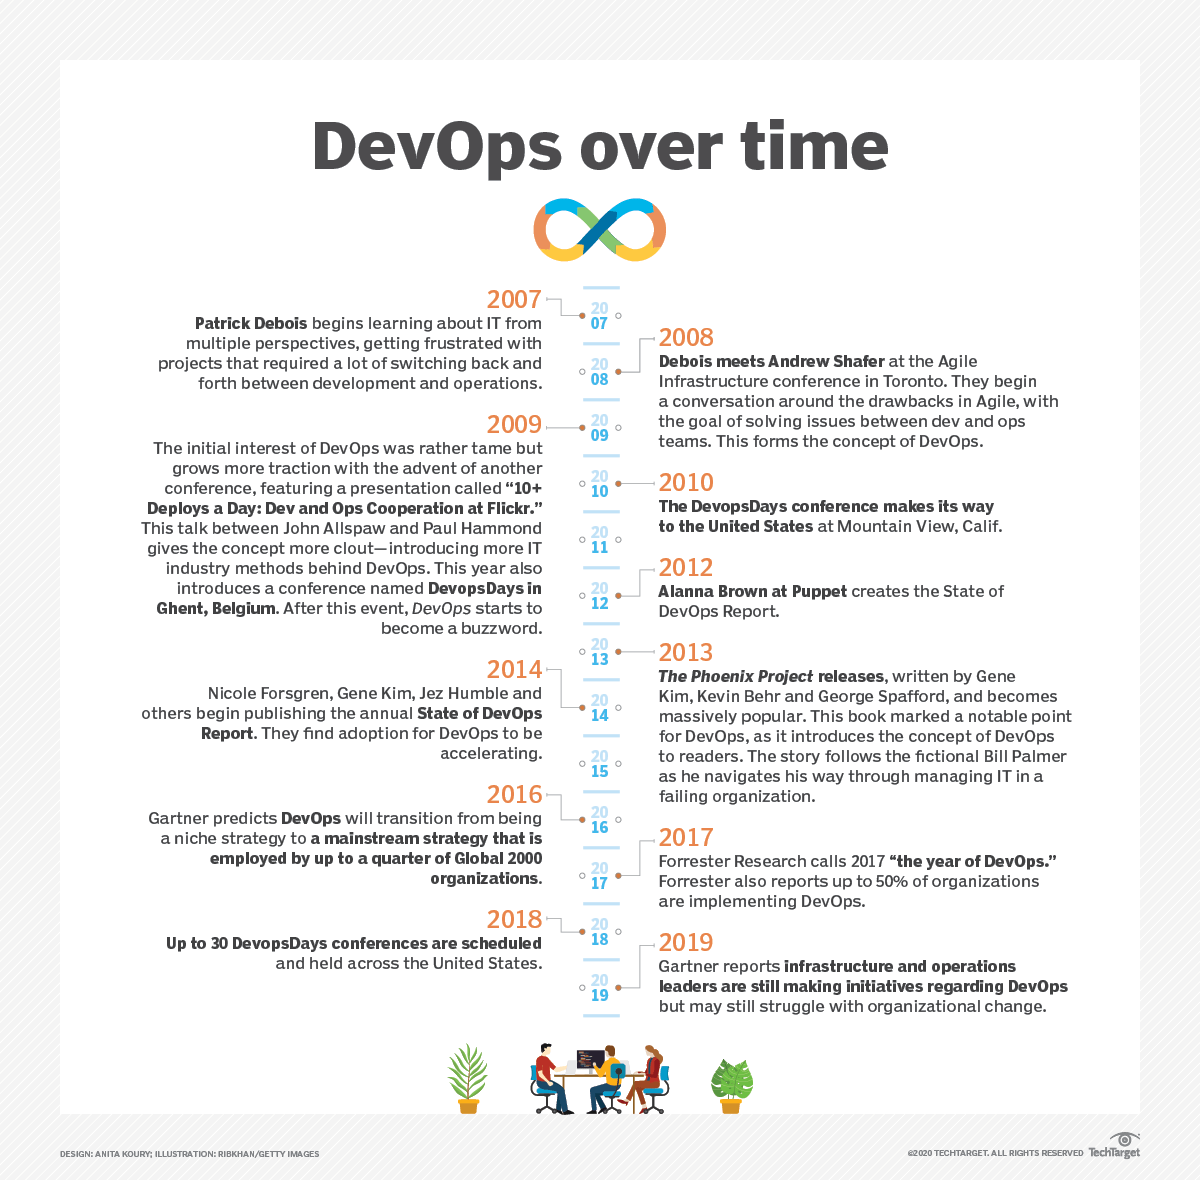 DevOps over time
2007
Patrick Debois begins learning about IT from
multiple perspectives, getting frustrated with
projects that required a lot of switching back and
forth between development and operations.
2008
Debois meets Andrew Shafer at the Agile
Infrastructure conference in Toronto. They begin
a conversation around the drawbacks in Agile, with
the goal of solving issues between dev and ops
teams. This forms the concept of DevOps.
2009
The initial interest of DevOps was rather tame but
grows more traction with the advent of another
conference, featuring a presentation called “10+
Deploys a Day: Dev and Ops Cooperation at Flickr.”
This talk between John Allspaw and Paul Hammond
gives the concept more clout—introducing more IT
industry methods behind DevOps. This year also
introduces a conference named DevopsDays in
Ghent, Belgium. After this event, DevOps starts to
become a buzzword.
2010
The DevopsDays conference makes its way
to the United States at Mountain View, Calif.
2012
Alanna Brown at Puppet creates the State of
DevOps Report.
2013
The Phoenix Project releases, written by Gene
Kim, Kevin Behr and George Spafford, and becomes
massively popular. This book marked a notable point
for DevOps, as it introduces the concept of DevOps
to readers. The story follows the fictional Bill Palmer
as he navigates his way through managing IT in a
failing organization.
2014
Nicole Forsgren, Gene Kim, Jez Humble and
others begin publishing the annual State of DevOps
Report. They find adoption for DevOps to be
accelerating.
2016
Gartner predicts DevOps will transition from being
a niche strategy to a mainstream strategy that is
employed by up to a quarter of Global 2000
organizations.
2017
Forrester Research calls 2017 “the year of DevOps.”
Forrester also reports up to 50% of organizations
are implementing DevOps.
2018
Up to 30 DevopsDays conferences are scheduled
and held across the United States.
2019
Gartner reports infrastructure and operations
leaders are still making initiatives regarding DevOps
but may still struggle with organizational change.
20
07
20
08
20
09
20
10
20
11
20
12
20
13
20
14
20
15
20
16
20
17
20
18
20
19
DESIGN: ANITA KOURY; ILLUSTRATION: RIBKHAN/GETTY IMAGES
©2020 TECHTARGET. ALL RIGHTS RESERVED TechTarget